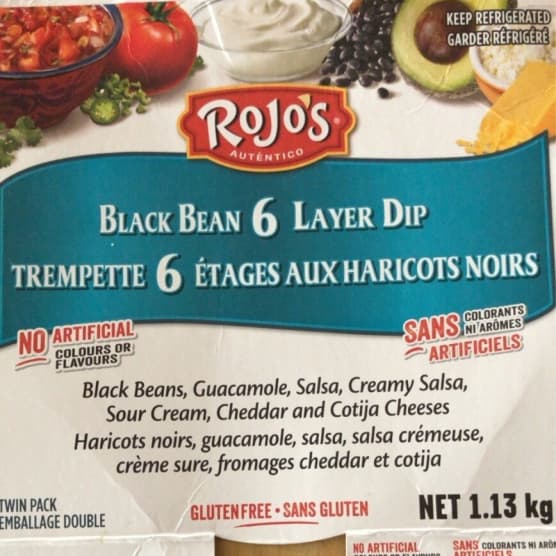 KEEP REFRIGERATED
GARDER RÉFRIGÉRÉ
ROJO'S
AUTÉNTICO
BLACK BEAN 6 LAYER DIP
TREMPETTE 6 ÉTAGES AUX HARICOTS NOIRS
NO ARTIFICIAL
COLOURS OR
FLAVOURS
SANS COLORANTS
NI ARÔMES
ARTIFICIELS
Black Beans, Guacamole, Salsa, Creamy Salsa,
Sour Cream, Cheddar and Cotija Cheeses
Haricots noirs, guacamole, salsa, salsa crémeuse,
crème sure, fromages cheddar et cotija
TWIN PACK
EMBALLAGE DOUBLE
GLUTEN FREE • SANS GLUTEN
NET 1.13 kg
NO ARTIFICIAL
SANS COLORANTS NI